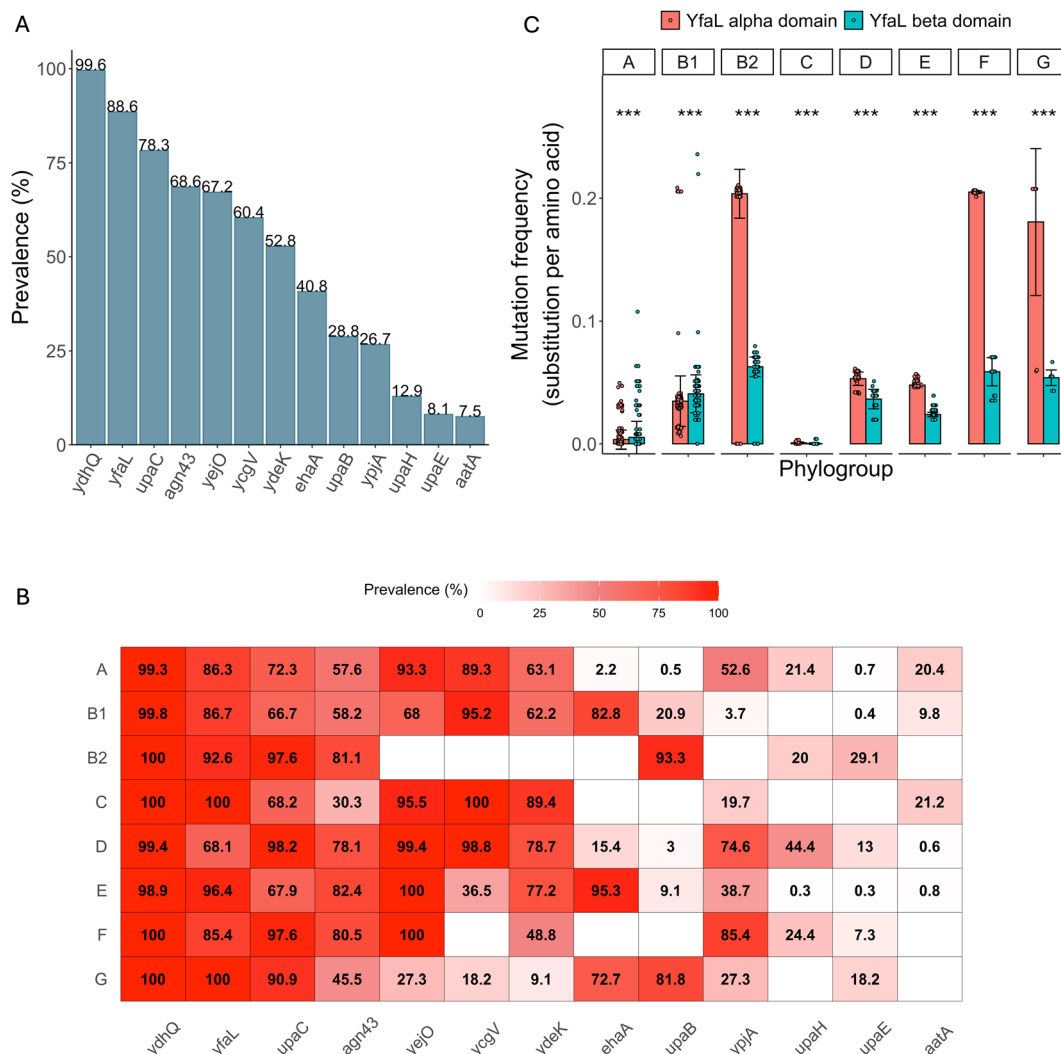 A
Prevalence (%)
100
75
50
25
0
99.6
88.6
78.3
68.6
67.2
60.4
52.8
40.8
28.8
26.7
12.9
8.1
7.5
ydhQ
yfaL
upaC
agn43
yejO
ycgV
ydeK
ehaA
upaB
ypjA
upaH
upaE
aatA
C
YfaL alpha domain YfaL beta domain
A B1 B2 C D E F G
*** *** *** *** *** *** *** ***
Mutation frequency
(substitution per amino acid)
0.2
0.1
0.0
Phylogroup
B
Prevalence (%)
0 25 50 75 100
A 99.3 86.3 72.3 57.6 93.3 89.3 63.1 2.2 0.5 52.6 21.4 0.7 20.4
B1 99.8 86.7 66.7 58.2 68 95.2 62.2 82.8 20.9 3.7 0.4 9.8
B2 100 92.6 97.6 81.1 93.3 20 29.1
C 100 100 68.2 30.3 95.5 100 89.4 19.7 21.2
D 99.4 68.1 98.2 78.1 99.4 98.8 78.7 15.4 3 74.6 44.4 13 0.6
E 98.9 96.4 67.9 82.4 100 36.5 77.2 95.3 9.1 38.7 0.3 0.3 0.8
F 100 85.4 97.6 80.5 100 48.8 85.4 24.4 7.3
G 100 100 90.9 45.5 27.3 18.2 9.1 72.7 81.8 27.3 18.2
ydhQ yfaL upaC agn43 yejO ycgV ydeK ehaA upaB ypjA upaH upaE aatA